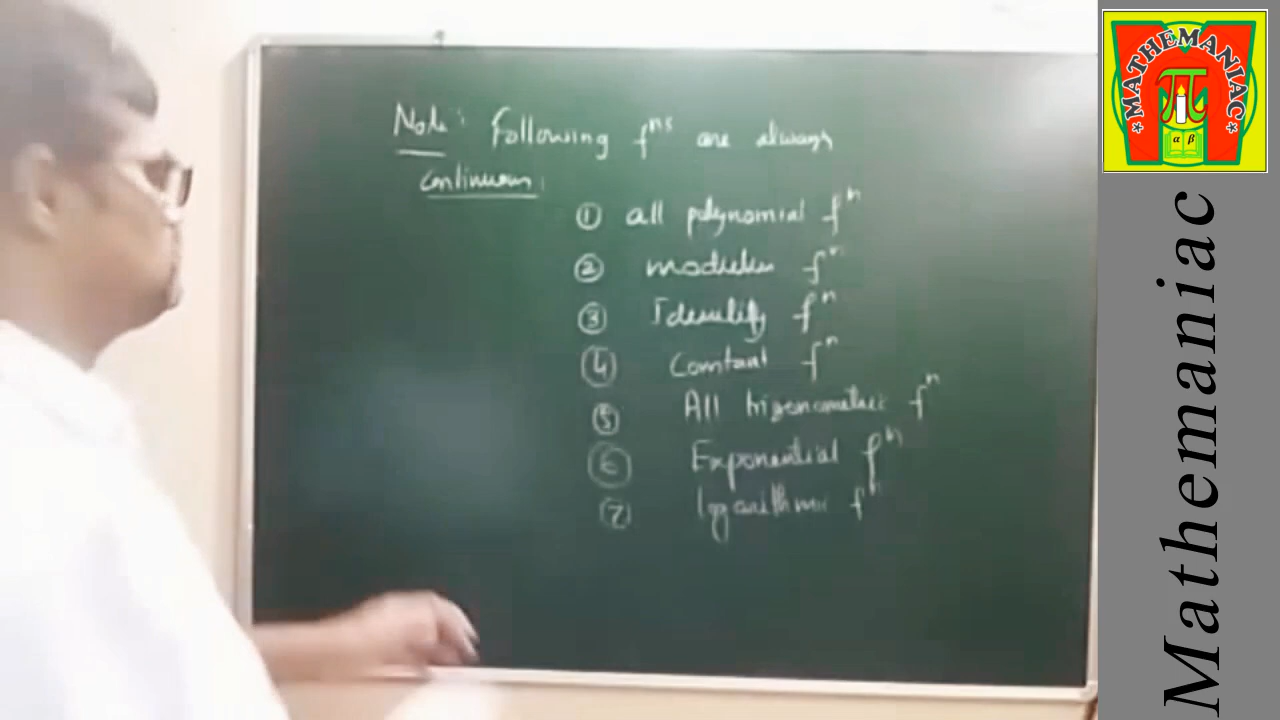 Note: Following fⁿˢ are always
continuous:
① all polynomial fⁿ
② modulus fⁿ
③ Identity fⁿ
④ Constant fⁿ
⑤ All trigonometric fⁿ
⑥ Exponential fⁿ
⑦ logarithmic fⁿ
*MATHEMANIAC*
π
α β
Mathemaniac